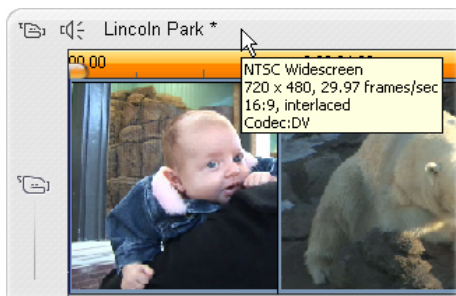 Lincoln Park *
00.00
NTSC Widescreen
720 x 480, 29.97 frames/sec
16:9, interlaced
Codec:DV